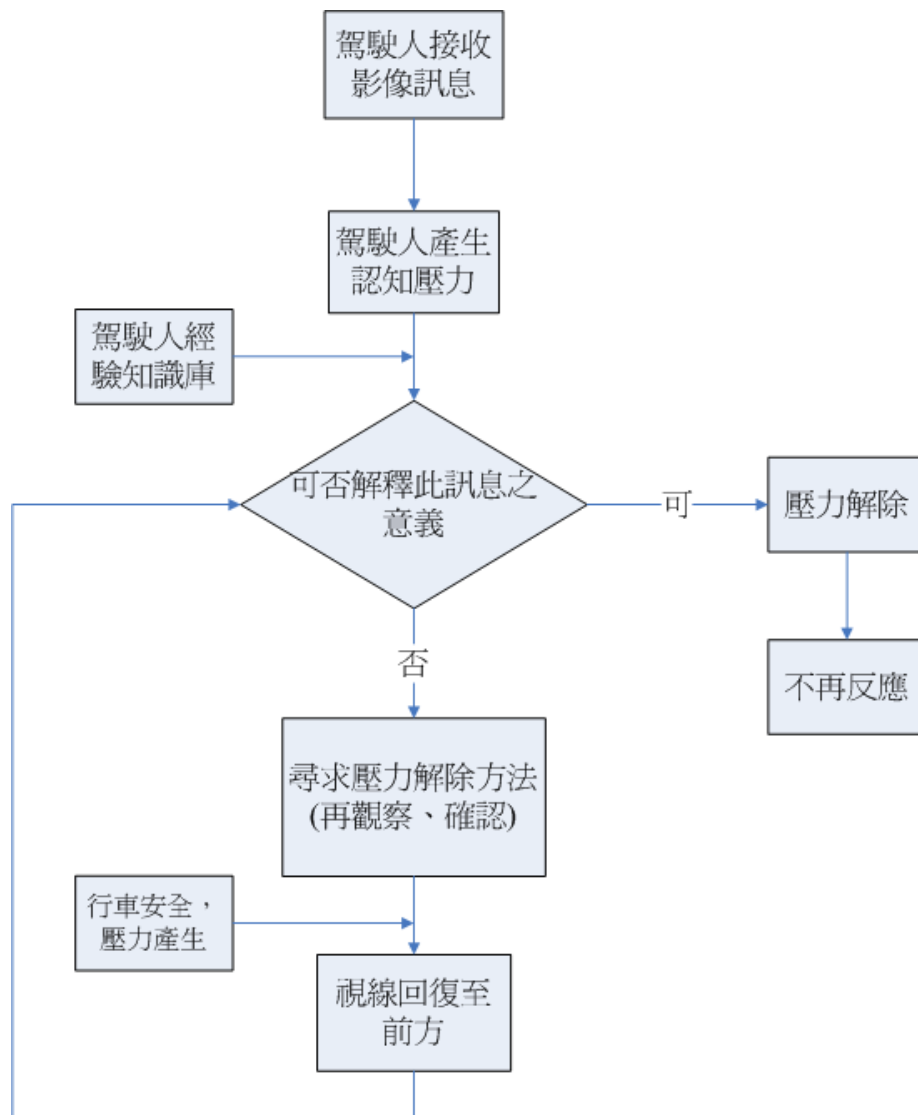 駕駛人接收
影像訊息
駕駛人產生
認知壓力
駕駛人經
驗知識庫
可否解釋此訊息之
意義
可
壓力解除
不再反應
否
尋求壓力解除方法
(再觀察、確認)
行車安全，
壓力產生
視線回復至
前方